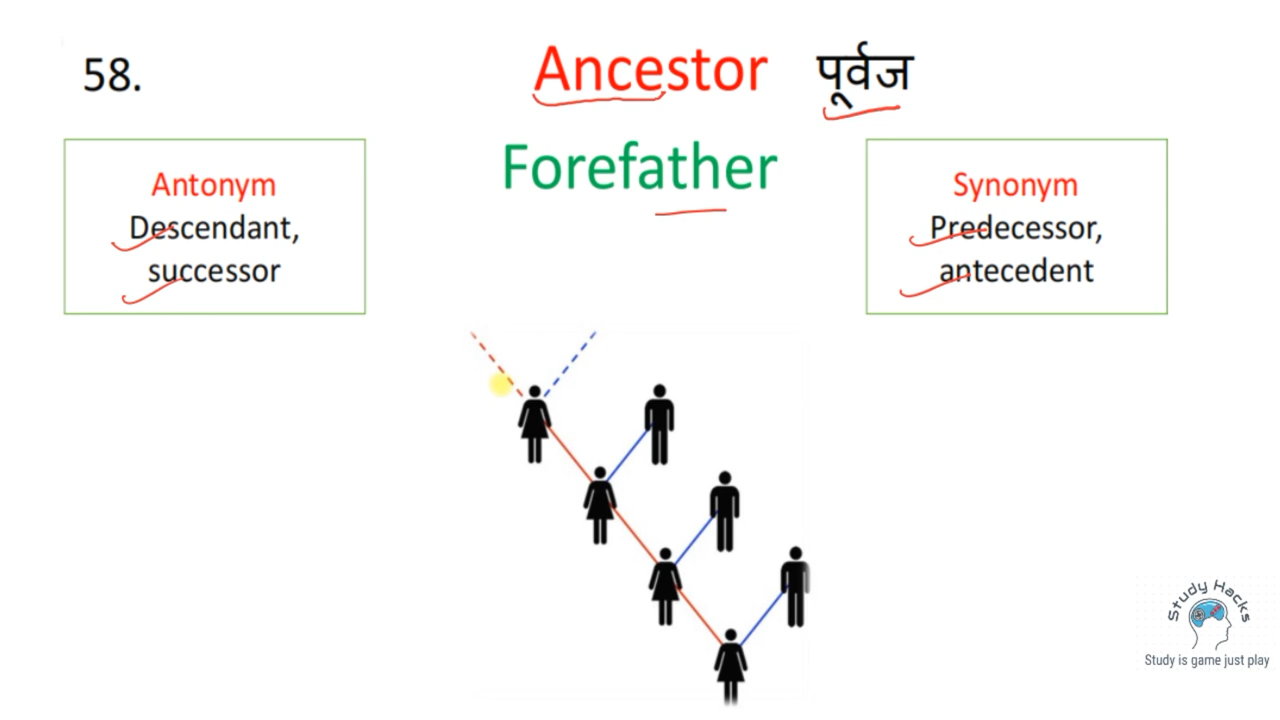 58.
Ancestor पूर्वज
Forefather
Antonym
Descendant,
successor
Synonym
Predecessor,
antecedent
Study Hacks
Study is game just play